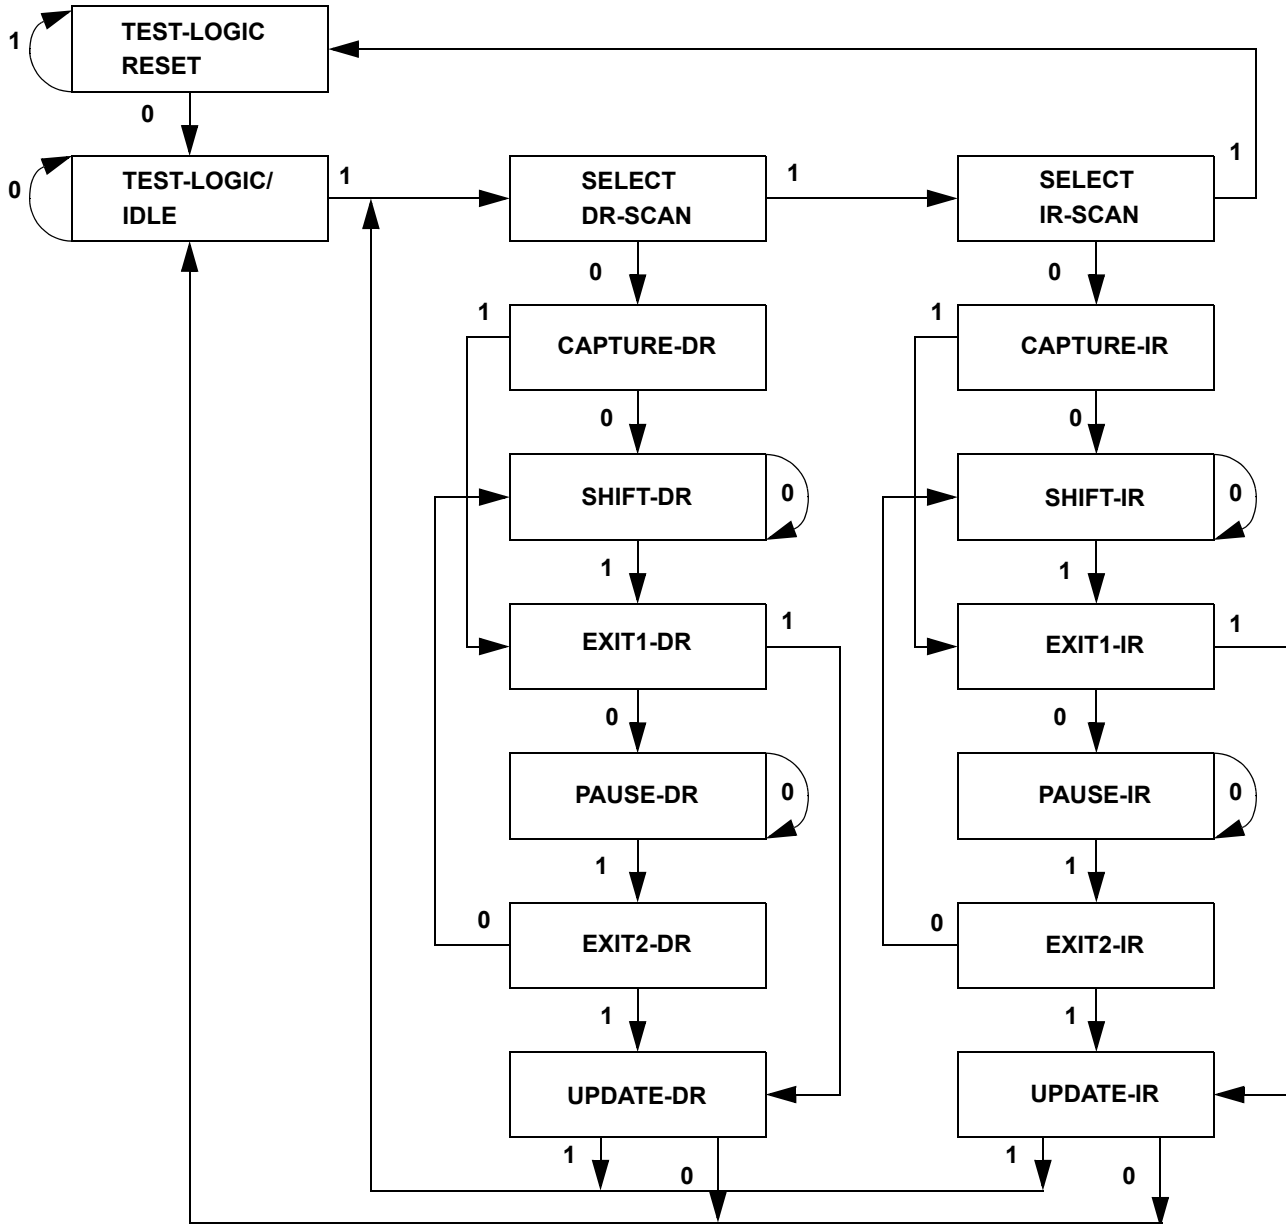 1
TEST-LOGIC
RESET
0
0
TEST-LOGIC/
IDLE
1
SELECT
DR-SCAN
1
SELECT
IR-SCAN
1
0
0
1
CAPTURE-DR
1
CAPTURE-IR
0
0
SHIFT-DR
0
SHIFT-IR
0
1
1
EXIT1-DR
1
EXIT1-IR
1
0
0
PAUSE-DR
0
PAUSE-IR
0
1
1
0
EXIT2-DR
0
EXIT2-IR
1
1
UPDATE-DR
UPDATE-IR
1
0
1
0